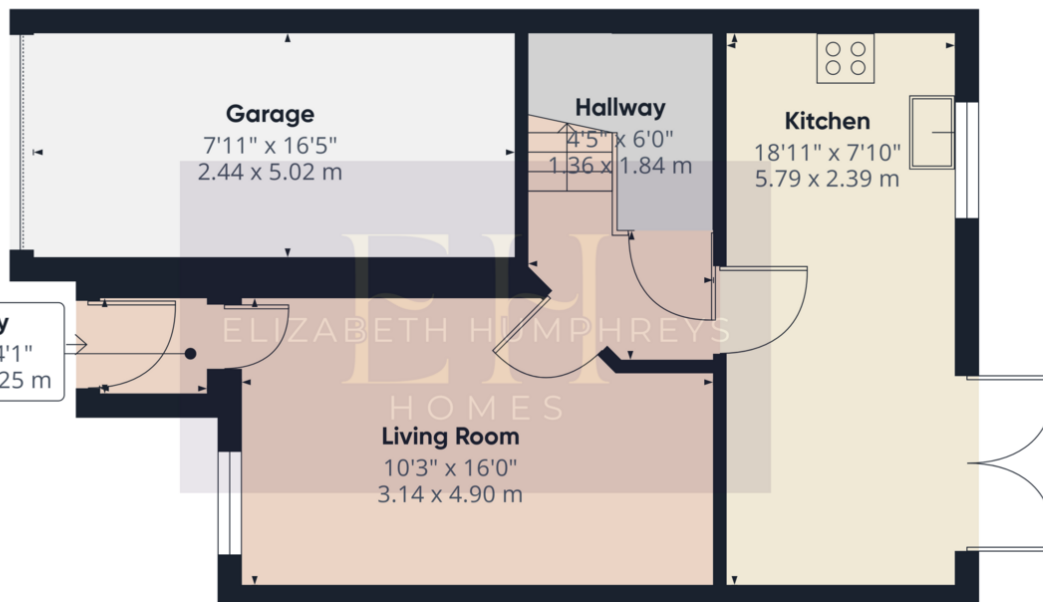 Garage
7'11" x 16'5"
2.44 x 5.02 m
Hallway
4'5" x 6'0"
1.36 x 1.84 m
Kitchen
18'11" x 7'10"
5.79 x 2.39 m
EH
ELIZABETH HUMPHREYS
HOMES
Living Room
10'3" x 16'0"
3.14 x 4.90 m